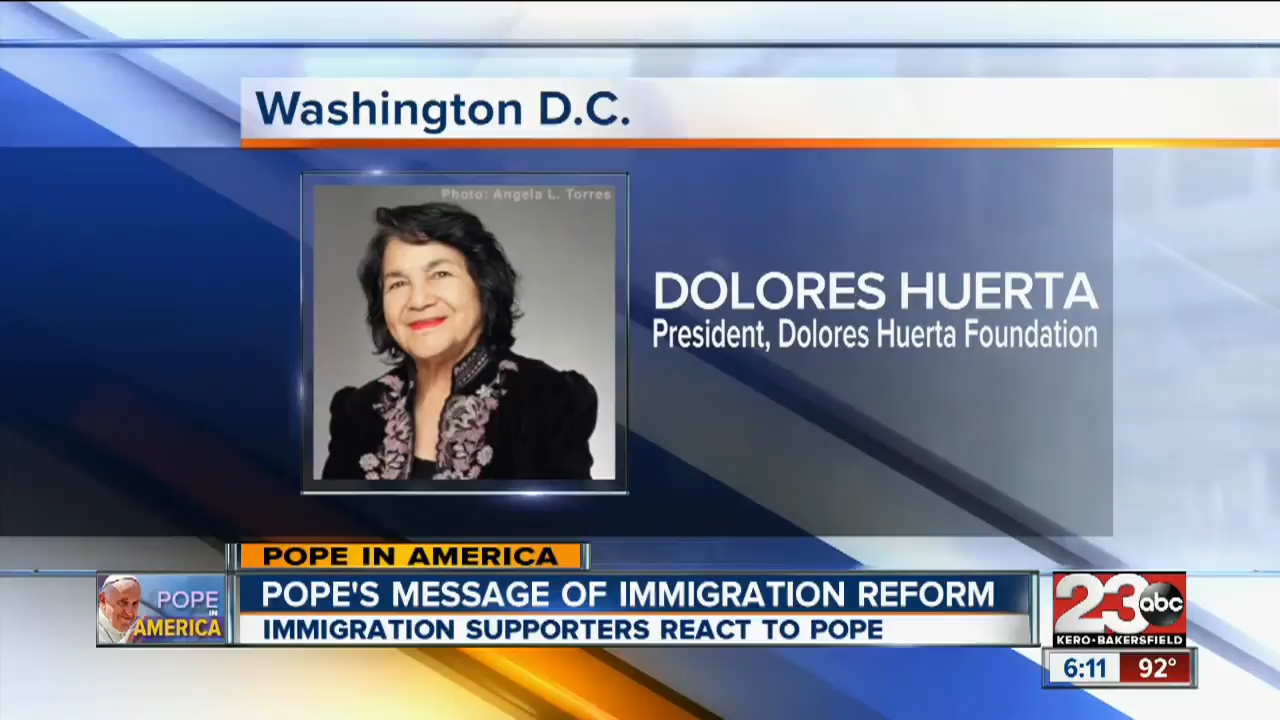 Washington D.C.
Photo: Angela L. Torres
DOLORES HUERTA
President, Dolores Huerta Foundation
POPE IN AMERICA
POPE'S MESSAGE OF IMMIGRATION REFORM
IMMIGRATION SUPPORTERS REACT TO POPE
POPE
IN
AMERICA
23 abc
KERO-BAKERSFIELD
6:11 92°